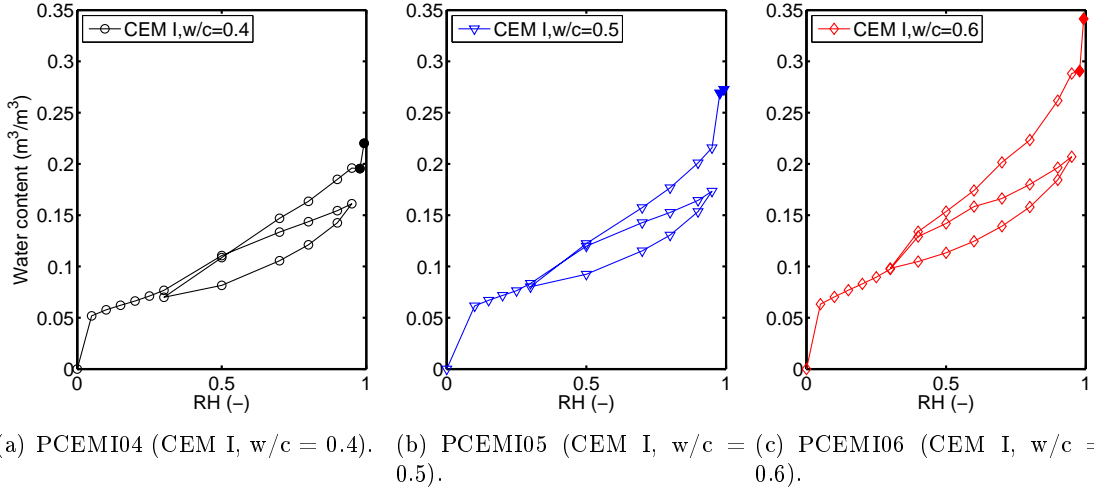 CEM I,w/c=0.4
CEM I,w/c=0.5
CEM I,w/c=0.6
Water content (m³/m³)
0.35
0.3
0.25
0.2
0.15
0.1
0.05
0
0 0.5 1
RH (–)
0.35
0.3
0.25
0.2
0.15
0.1
0.05
0
0 0.5 1
RH (–)
0.35
0.3
0.25
0.2
0.15
0.1
0.05
0
0 0.5 1
RH (–)
(a) PCEMI04 (CEM I, w/c = 0.4).
(b) PCEMI05 (CEM I, w/c =
0.5).
(c) PCEMI06 (CEM I, w/c =
0.6).